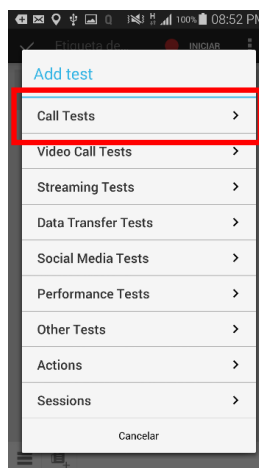 100% 08:52 PM
Etiqueta de INICIAR
Add test
Call Tests
Video Call Tests
Streaming Tests
Data Transfer Tests
Social Media Tests
Performance Tests
Other Tests
Actions
Sessions
Cancelar